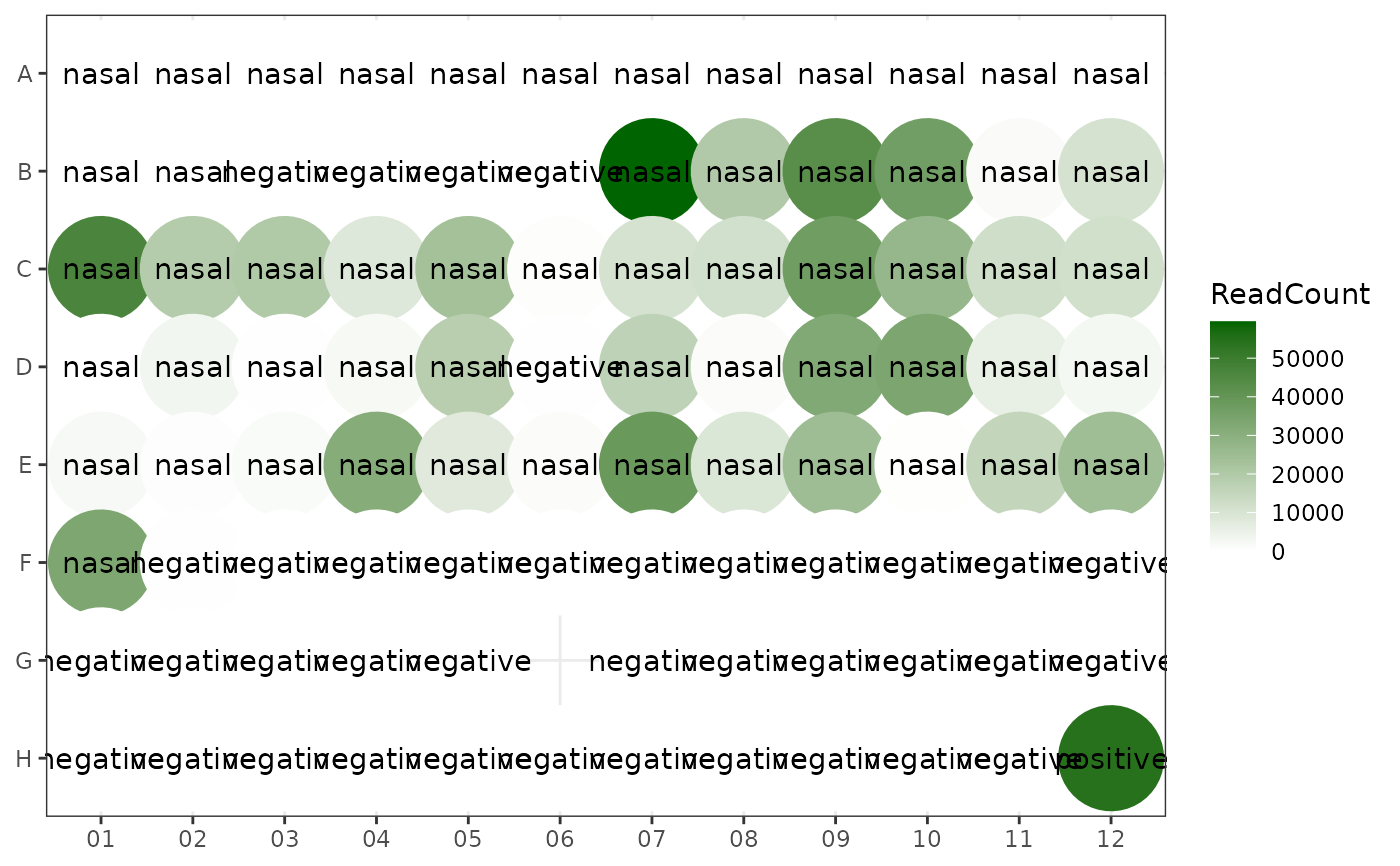 A nasal nasal nasal nasal nasal nasal nasal nasal nasal nasal nasal nasal
B nasal nasal negative negative negative negative nasal nasal nasal nasal nasal nasal
C nasal nasal nasal nasal nasal nasal nasal nasal nasal nasal nasal nasal
D nasal nasal nasal nasal nasal negative nasal nasal nasal nasal nasal nasal
E nasal nasal nasal nasal nasal nasal nasal nasal nasal nasal nasal nasal
F nasal negative negative negative negative negative negative negative negative negative negative negative
G negative negative negative negative negative negative negative negative negative negative negative
H negative negative negative negative negative negative negative negative negative negative negative positive
01 02 03 04 05 06 07 08 09 10 11 12
ReadCount
50000
40000
30000
20000
10000
0